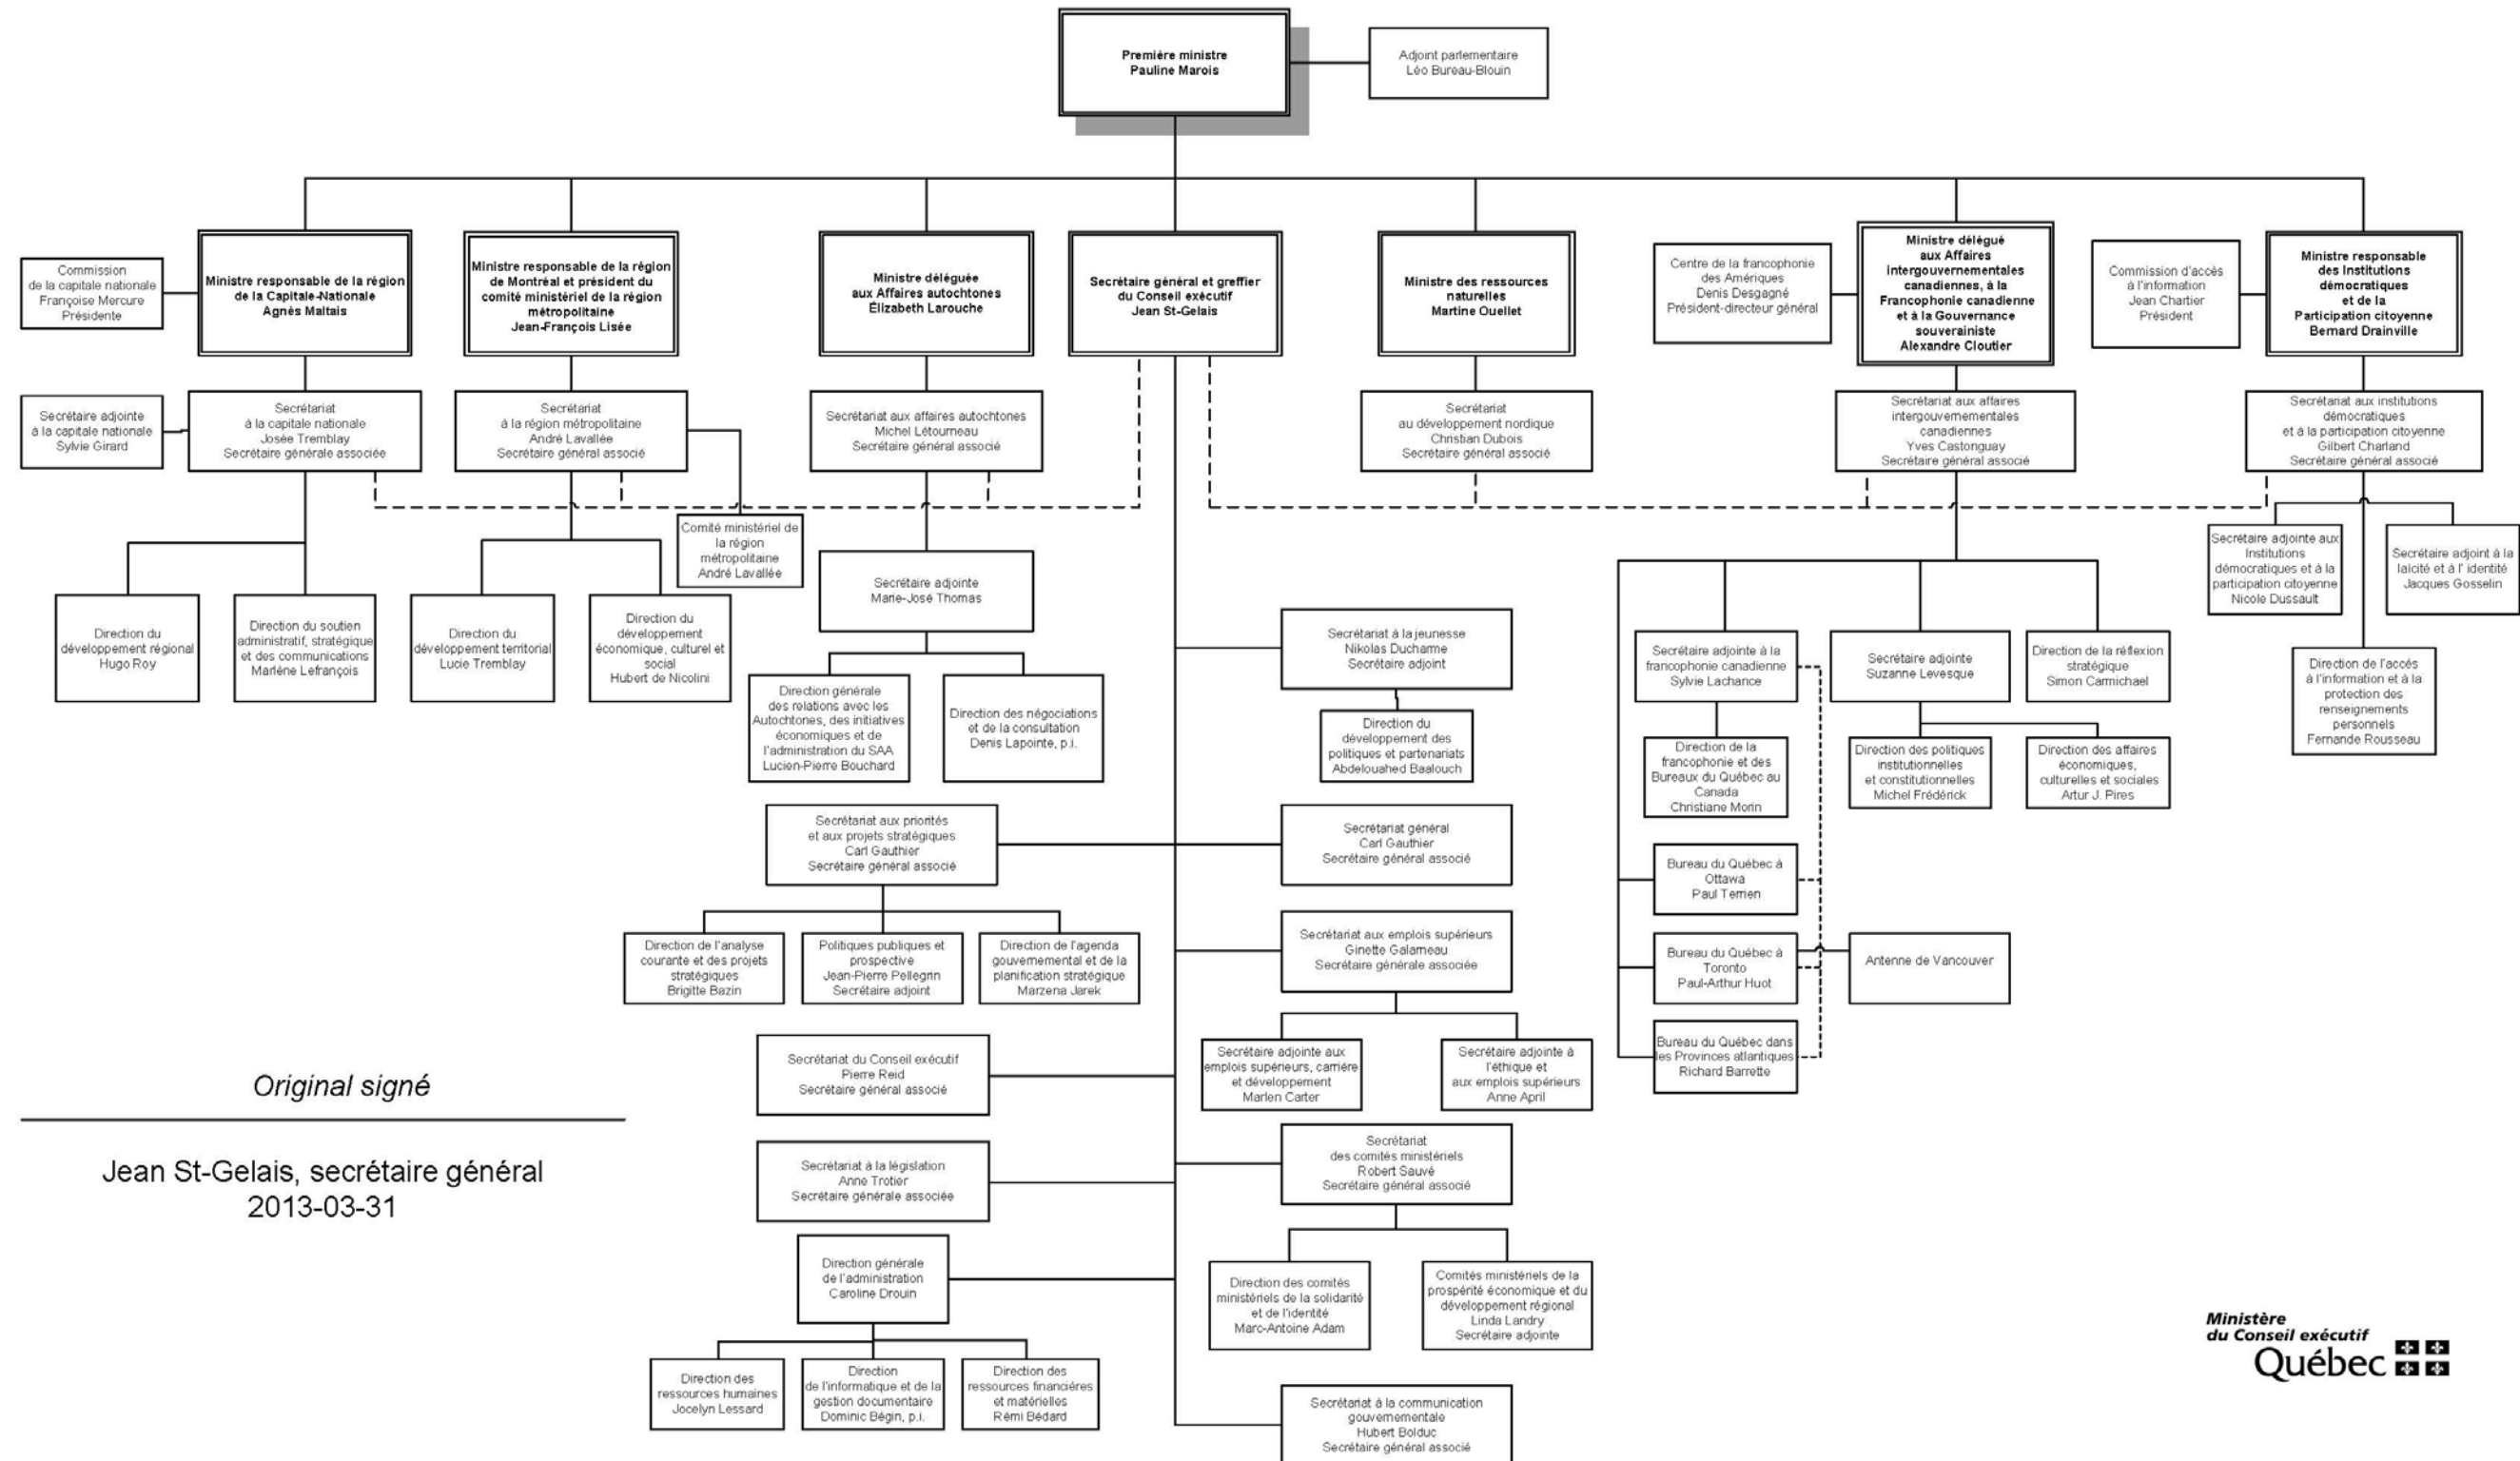 Première ministre
Pauline Marois
Adjoint parlementaire
Léo Bureau-Blouin
Commission
de la capitale nationale
Françoise Mercure
Présidente
Ministre responsable de la région
de la Capitale-Nationale
Agnès Maltais
Ministre responsable de la région
de Montréal et président du
comité ministériel de la région
métropolitaine
Jean-François Lisée
Ministre déléguée
aux Affaires autochtones
Élizabeth Larouche
Secrétaire général et greffier
du Conseil exécutif
Jean St-Gelais
Ministre des ressources
naturelles
Martine Ouellet
Centre de la francophonie
des Amériques
Denis Desgagné
Président-directeur général
Ministre délégué
aux Affaires
intergouvernementales
canadiennes, à la
Francophonie canadienne
et à la Gouvernance
souverainiste
Alexandre Cloutier
Commission d'accès
à l'information
Jean Chartier
Président
Ministre responsable
des Institutions
démocratiques
et de la
Participation citoyenne
Bernard Drainville
Secrétaire adjointe
à la capitale nationale
Sylvie Girard
Secrétariat
à la capitale nationale
Josée Tremblay
Secrétaire générale associée
Secrétariat
à la région métropolitaine
André Lavallée
Secrétaire général associé
Secrétariat aux affaires autochtones
Michel Létourneau
Secrétaire général associé
Secrétariat
au développement nordique
Christian Dubois
Secrétaire général associé
Secrétariat aux affaires
intergouvernementales
canadiennes
Yves Castonguay
Secrétaire général associé
Secrétariat aux institutions
démocratiques
et à la participation citoyenne
Gilbert Charland
Secrétaire général associé
Comité ministériel de
la région
métropolitaine
André Lavallée
Secrétaire adjointe aux
Institutions
démocratiques et à la
participation citoyenne
Nicole Dussault
Secrétaire adjoint à la
laïcité et à l' identité
Jacques Gosselin
Direction du
développement régional
Hugo Roy
Direction du soutien
administratif, stratégique
et des communications
Marlène Lefrançois
Direction du
développement territorial
Lucie Tremblay
Direction du
développement
économique, culturel et
social
Hubert de Nicolini
Secrétaire adjointe
Marie-José Thomas
Direction générale
des relations avec les
Autochtones, des initiatives
économiques et de
l'administration du SAA
Lucien-Pierre Bouchard
Direction des négociations
et de la consultation
Denis Lapointe, p.i.
Secrétariat à la jeunesse
Nikolas Ducharme
Secrétaire adjoint
Direction du
développement des
politiques et partenariats
Abdelouahed Baalouch
Secrétaire adjointe à la
francophonie canadienne
Sylvie Lachance
Secrétaire adjointe
Suzanne Levesque
Direction de la réflexion
stratégique
Simon Carmichael
Direction de l'accés
à l'information et à la
protection des
renseignements
personnels
Fernande Rousseau
Direction de la
francophonie et des
Bureaux du Québec au
Canada
Christiane Morin
Direction des politiques
institutionnelles
et constitutionnelles
Michel Frédérick
Direction des affaires
économiques,
culturelles et sociales
Artur J. Pires
Secrétariat aux priorités
et aux projets stratégiques
Carl Gauthier
Secrétaire général associé
Secrétariat général
Carl Gauthier
Secrétaire général associé
Bureau du Québec à
Ottawa
Paul Terrien
Direction de l'analyse
courante et des projets
stratégiques
Brigitte Bazin
Politiques publiques et
prospective
Jean-Pierre Pellegrin
Secrétaire adjoint
Direction de l'agenda
gouvernemental et de la
planification stratégique
Marzena Jarek
Secrétariat aux emplois supérieurs
Ginette Galarneau
Secrétaire générale associée
Bureau du Québec à
Toronto
Paul-Arthur Huot
Antenne de Vancouver
Secrétariat du Conseil exécutif
Pierre Reid
Secrétaire général associé
Secrétaire adjointe aux
emplois supérieurs, carrière
et développement
Marlen Carter
Secrétaire adjointe à
l'éthique et
aux emplois supérieurs
Anne April
Bureau du Québec dans
les Provinces atlantiques
Richard Barrette
Original signé
Jean St-Gelais, secrétaire général
2013-03-31
Secrétariat à la législation
Anne Trotier
Secrétaire générale associée
Secrétariat
des comités ministériels
Robert Sauvé
Secrétaire général associé
Direction générale
de l'administration
Caroline Drouin
Direction des comités
ministériels de la solidarité
et de l'identité
Marc-Antoine Adam
Comités ministériels de la
prospérité économique et du
développement régional
Linda Landry
Secrétaire adjointe
Direction des
ressources humaines
Jocelyn Lessard
Direction
de l'informatique et de la
gestion documentaire
Dominic Bégin, p.i.
Direction des
ressources financières
et matérielles
Rémi Bédard
Secrétariat à la communication
gouvernementale
Hubert Bolduc
Secrétaire général associé
Ministère
du Conseil exécutif
Québec